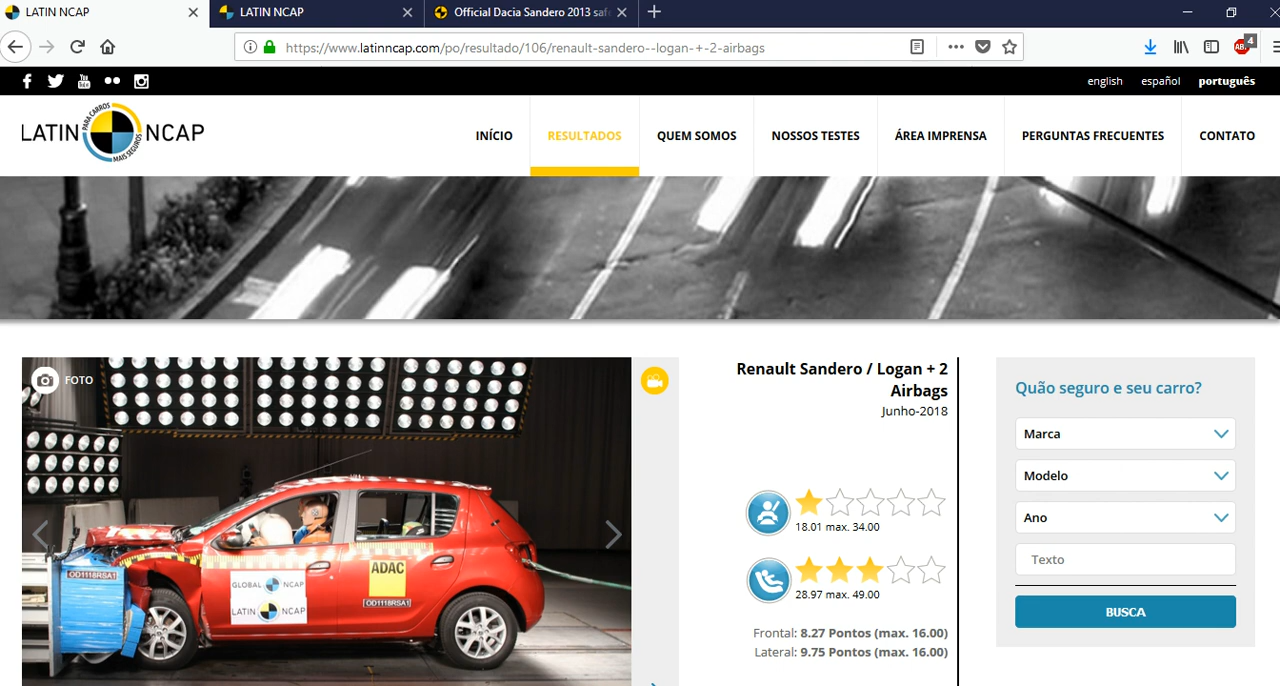 LATIN NCAP
LATIN NCAP
Official Dacia Sandero 2013 saf
https://www.latinncap.com/po/resultado/106/renault-sandero--logan-+-2-airbags
4
english español português
LATIN NCAP
PARA CARROS MAIS SEGUROS
INÍCIO RESULTADOS QUEM SOMOS NOSSOS TESTES ÁREA IMPRENSA PERGUNTAS FRECUENTES CONTATO
FOTO
Renault Sandero / Logan + 2
Airbags
Junho-2018
18.01 max. 34.00
28.97 max. 49.00
Frontal: 8.27 Pontos (max. 16.00)
Lateral: 9.75 Pontos (max. 16.00)
Quão seguro e seu carro?
Marca
Modelo
Ano
Texto
BUSCA
OD1118RSA1
GLOBAL NCAP
LATIN NCAP
ADAC
OD1118RSA1